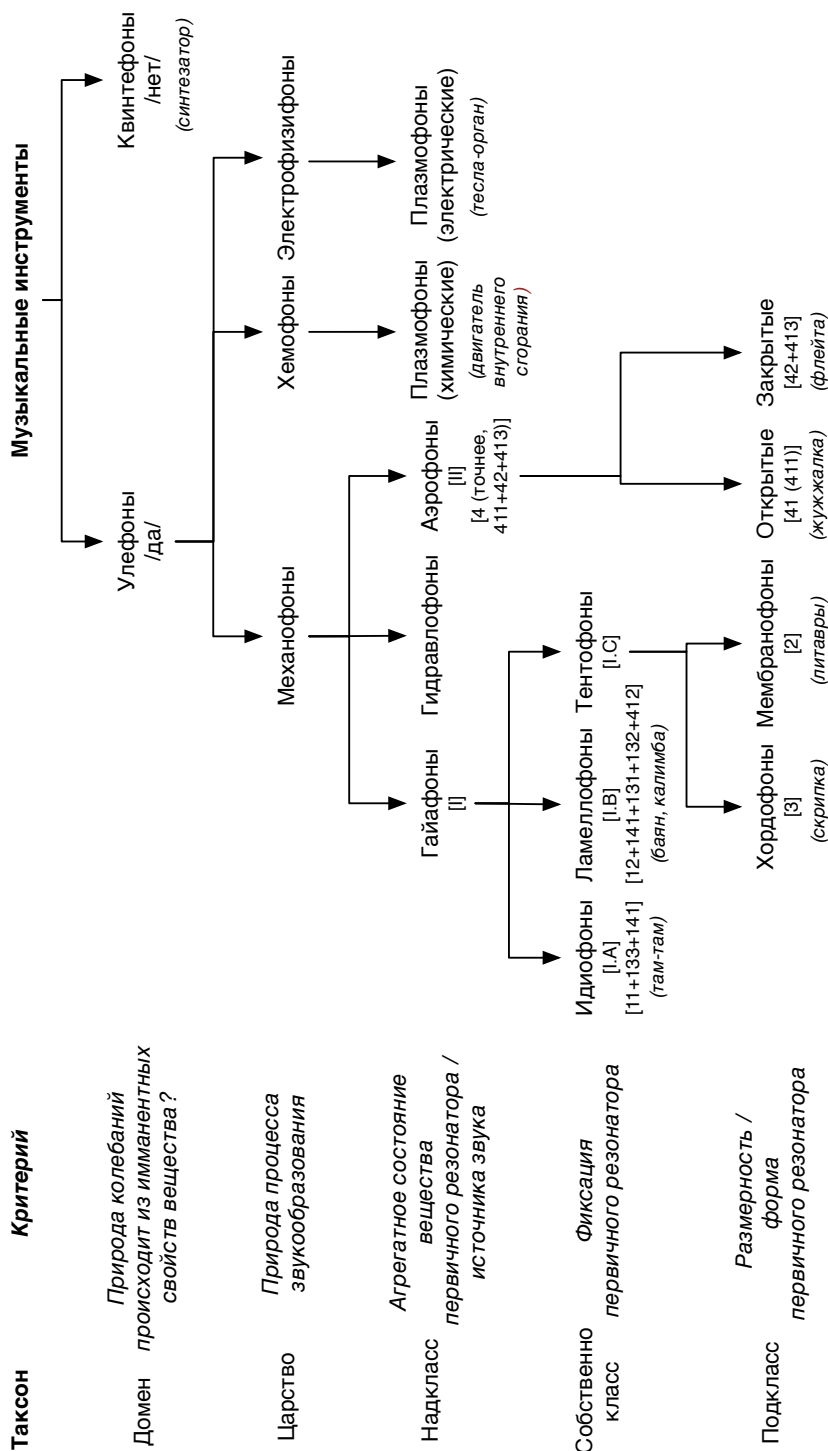 Таксон
Критерий
Музыкальные инструменты
Домен
Природа колебаний
происходит из имманентных
свойств вещества?
Улефоны
/да/
Квинтефоны
/нет/
(синтезатор)
Царство
Природа процесса
звукообразования
Механофоны
Хемофоны
Электрофизифоны
Надкласс
Агрегатное состояние
вещества
первичного резонатора /
источника звука
Гайафоны
[I]
Гидравлофоны
Аэрофоны
[II]
[4 (точнее,
411+42+413)]
Плазмофоны
(химические)
(двигатель
внутреннего
сгорания)
Плазмофоны
(электрические)
(тесла-орган)
Собственно
класс
Фиксация
первичного резонатора
Идиофоны
[I.A]
[11+133+141]
(там-там)
Ламеллофоны
[I.B]
[12+141+131+132+412]
(баян, калимба)
Тентофоны
[I.C]
Подкласс
Размерность /
форма
первичного резонатора
Хордофоны
[3]
(скрипка)
Мембранофоны
[2]
(литавры)
Открытые
[41 (411)]
(жужжалка)
Закрытые
[42+413]
(флейта)